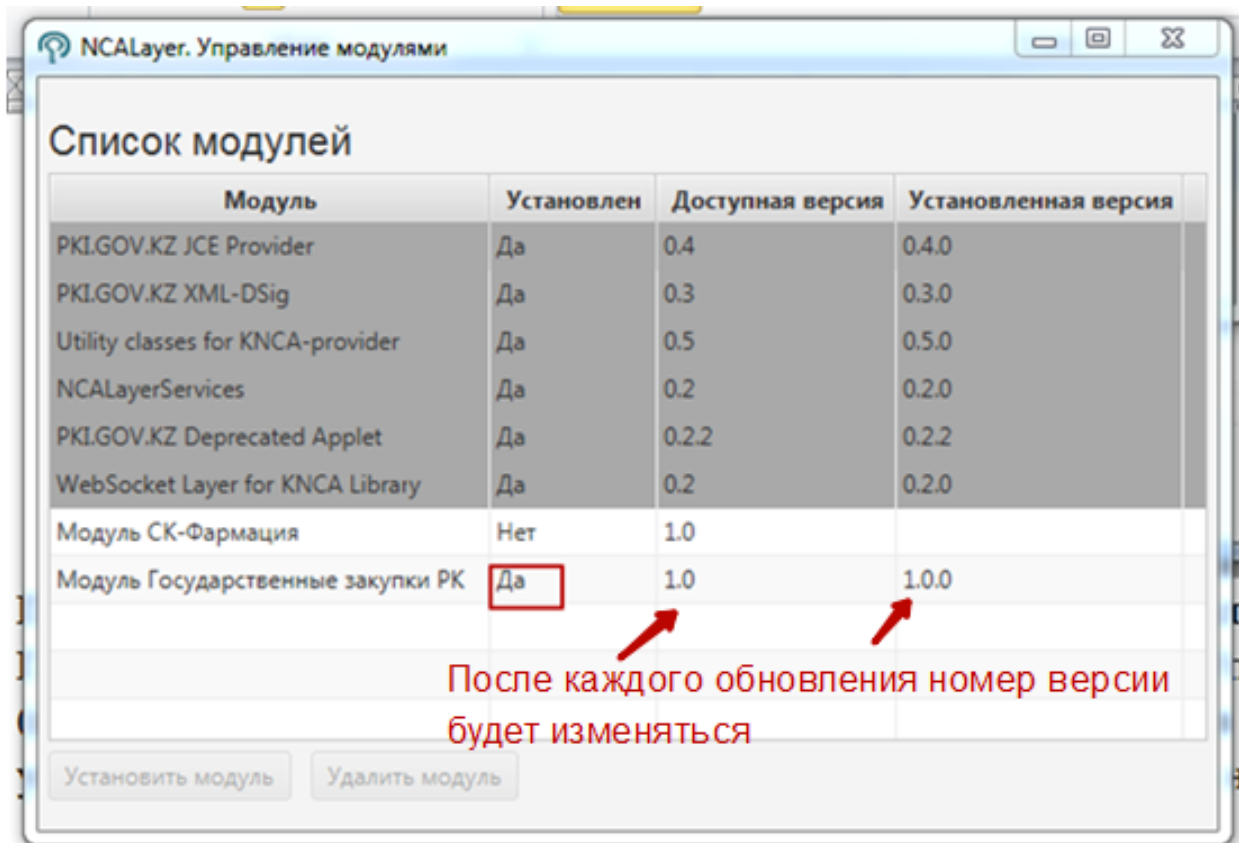 NCALayer. Управление модулями
Список модулей
Модуль Установлен Доступная версия Установленная версия
PKI.GOV.KZ JCE Provider Да 0.4 0.4.0
PKI.GOV.KZ XML-DSig Да 0.3 0.3.0
Utility classes for KNCA-provider Да 0.5 0.5.0
NCALayerServices Да 0.2 0.2.0
PKI.GOV.KZ Deprecated Applet Да 0.2.2 0.2.2
WebSocket Layer for KNCA Library Да 0.2 0.2.0
Модуль СК-Фармация Нет 1.0
Модуль Государственные закупки РК Да 1.0 1.0.0
После каждого обновления номер версии
будет изменяться
Установить модуль Удалить модуль